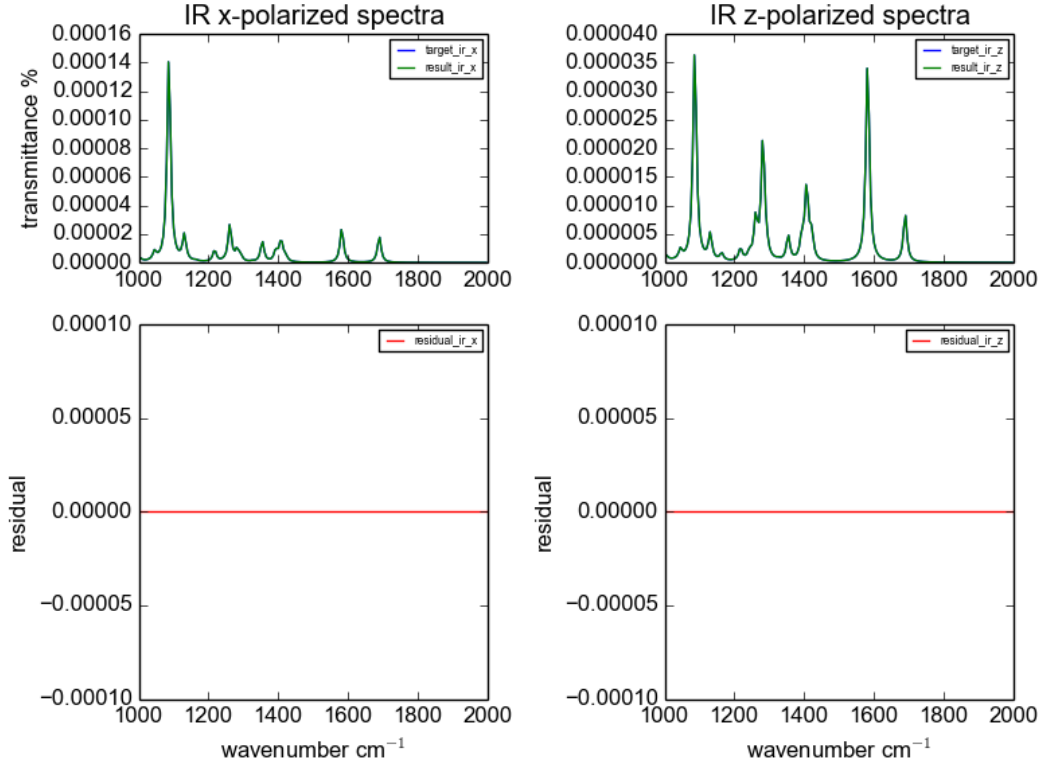 IR x-polarized spectra
transmittance %
0.00016
0.00014
0.00012
0.00010
0.00008
0.00006
0.00004
0.00002
0.00000
target_ir_x
result_ir_x
1000 1200 1400 1600 1800 2000
IR z-polarized spectra
0.000040
0.000035
0.000030
0.000025
0.000020
0.000015
0.000010
0.000005
0.000000
target_ir_z
result_ir_z
1000 1200 1400 1600 1800 2000
residual
0.00010
0.00005
0.00000
−0.00005
−0.00010
residual_ir_x
1000 1200 1400 1600 1800 2000
wavenumber cm⁻¹
residual
0.00010
0.00005
0.00000
−0.00005
−0.00010
residual_ir_z
1000 1200 1400 1600 1800 2000
wavenumber cm⁻¹